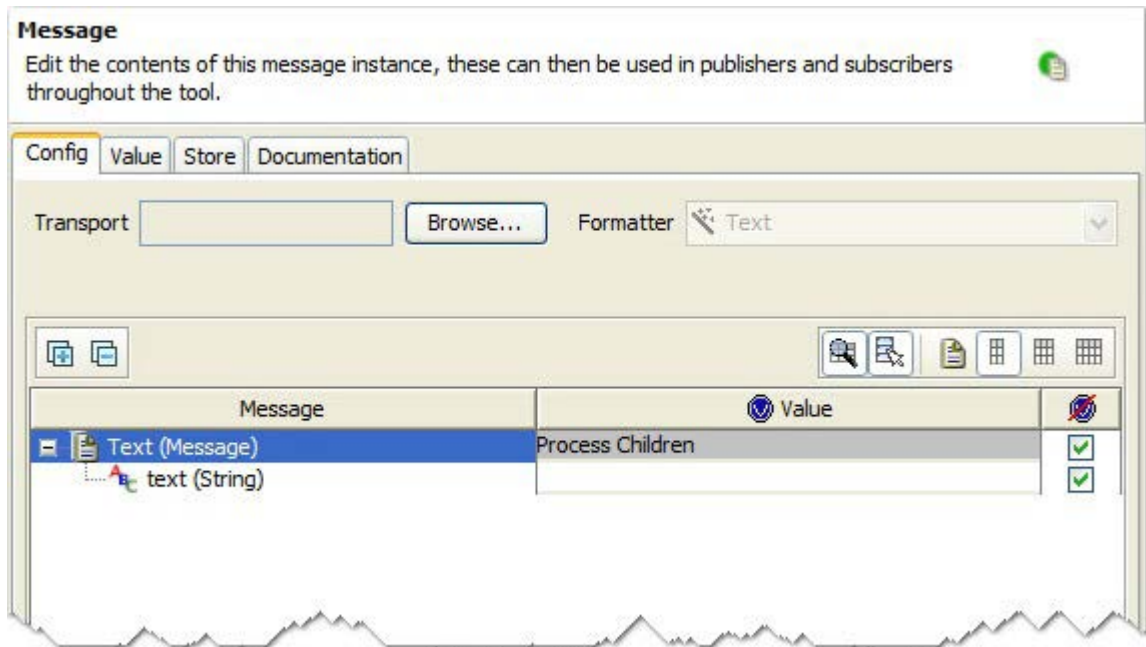 Message
Edit the contents of this message instance, these can then be used in publishers and subscribers
throughout the tool.
Config Value Store Documentation
Transport Browse... Formatter Text
Message Value
Text (Message) Process Children
text (String)